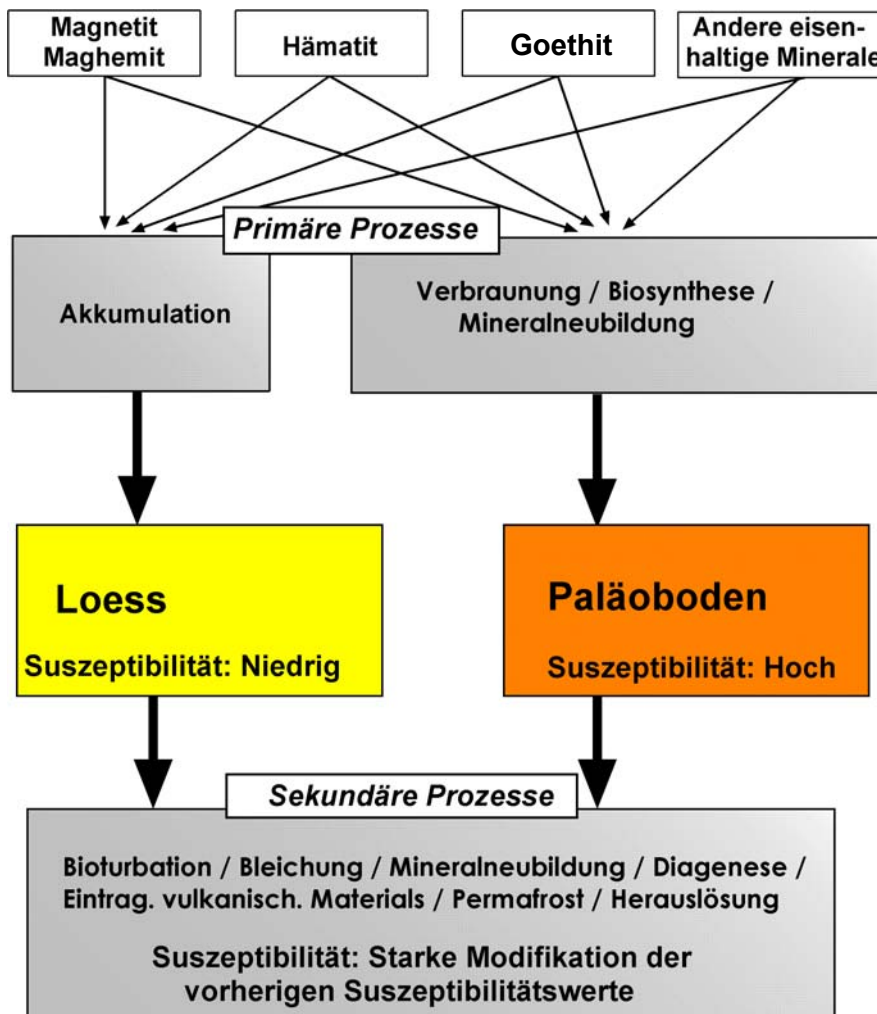 Magnetit
Maghemit
Hämatit
Goethit
Andere eisen-
haltige Minerale
Primäre Prozesse
Akkumulation
Verbraunung / Biosynthese /
Mineralneubildung
Loess
Suszeptibilität: Niedrig
Paläoboden
Suszeptibilität: Hoch
Sekundäre Prozesse
Bioturbation / Bleichung / Mineralneubildung / Diagenese /
Eintrag. vulkanisch. Materials / Permafrost / Herauslösung
Suszeptibilität: Starke Modifikation der
vorherigen Suszeptibilitätswerte